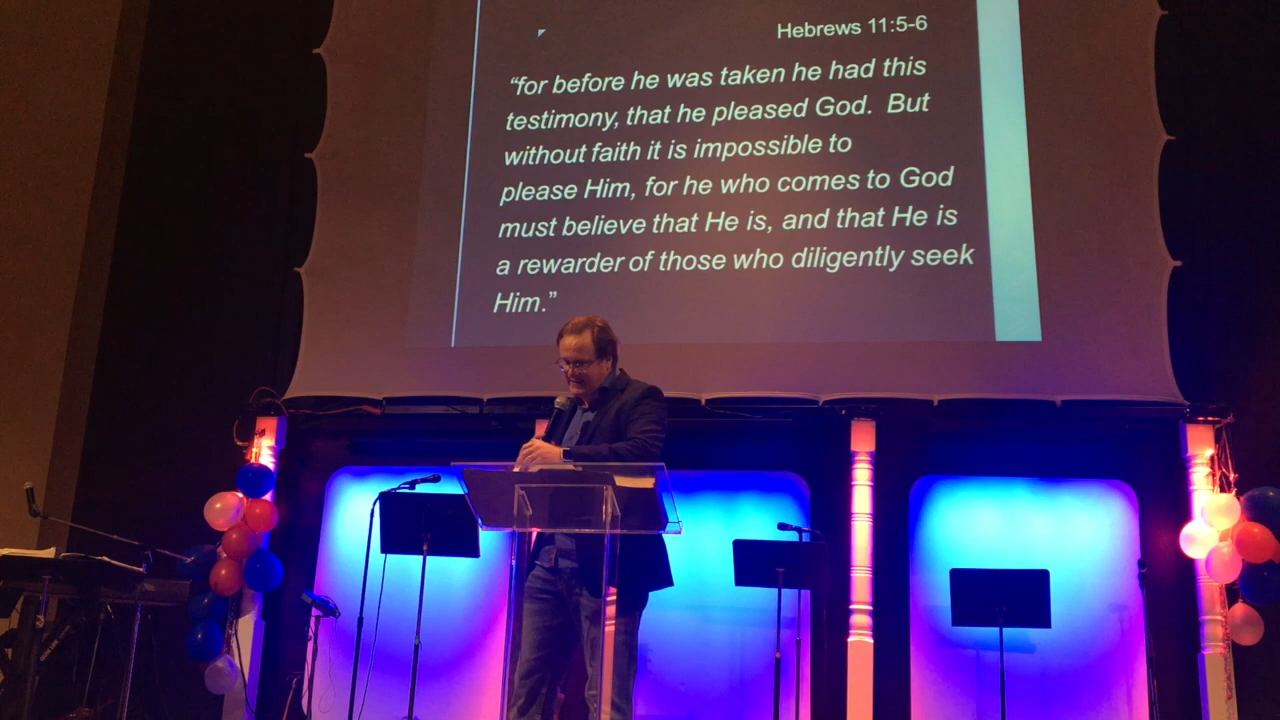 Hebrews 11:5-6
“for before he was taken he had this
testimony, that he pleased God.  But
without faith it is impossible to
please Him, for he who comes to God
must believe that He is, and that He is
a rewarder of those who diligently seek
Him.”